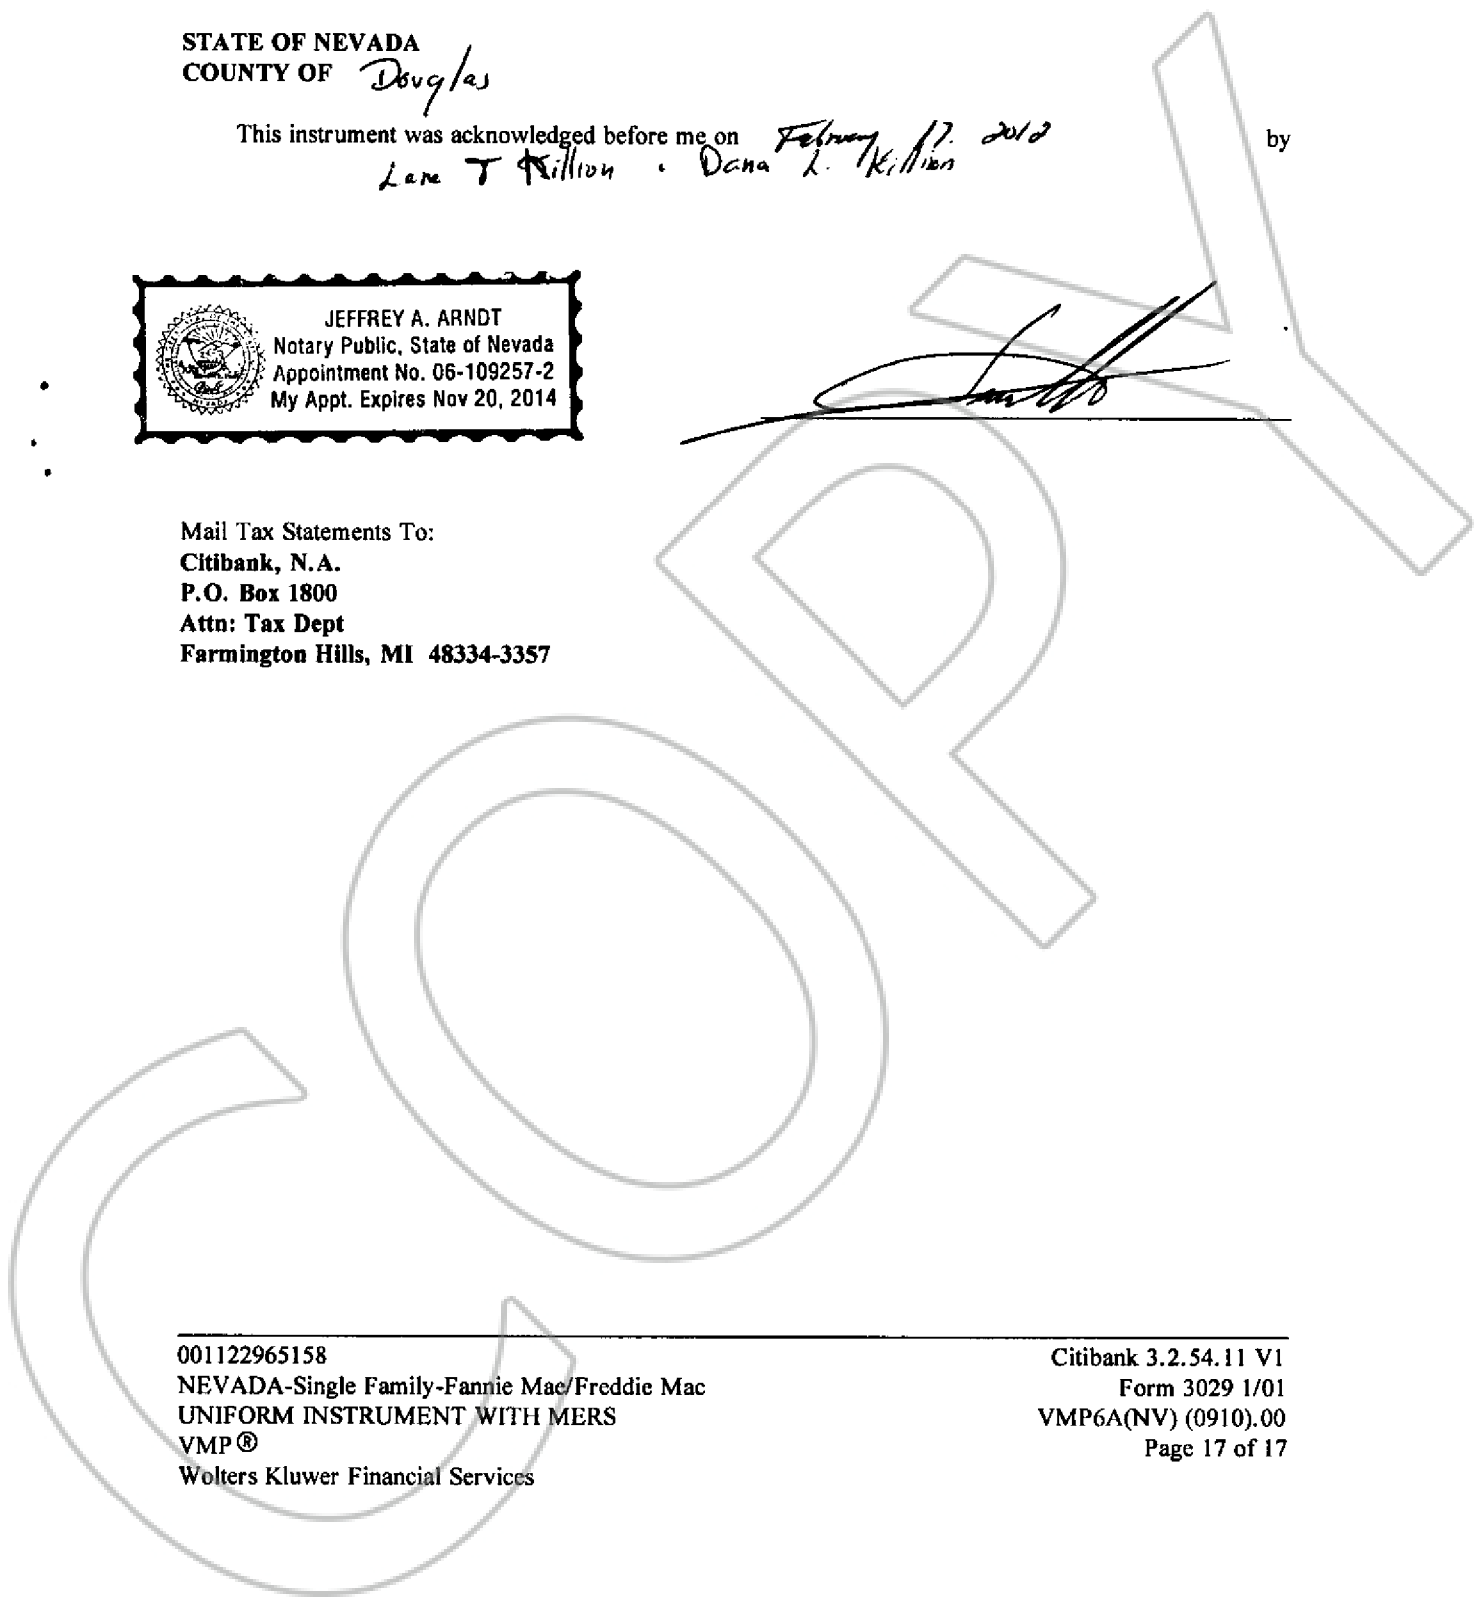 STATE OF NEVADA
COUNTY OF Douglas
This instrument was acknowledged before me on February 17. 2012 by
Lane T Killion . Dana L. Killion
JEFFREY A. ARNDT
Notary Public, State of Nevada
Appointment No. 06-109257-2
My Appt. Expires Nov 20, 2014
Mail Tax Statements To:
Citibank, N.A.
P.O. Box 1800
Attn: Tax Dept
Farmington Hills, MI 48334-3357
COPY
001122965158
NEVADA-Single Family-Fannie Mae/Freddie Mac
UNIFORM INSTRUMENT WITH MERS
VMP®
Wolters Kluwer Financial Services
Citibank 3.2.54.11 V1
Form 3029 1/01
VMP6A(NV) (0910).00
Page 17 of 17